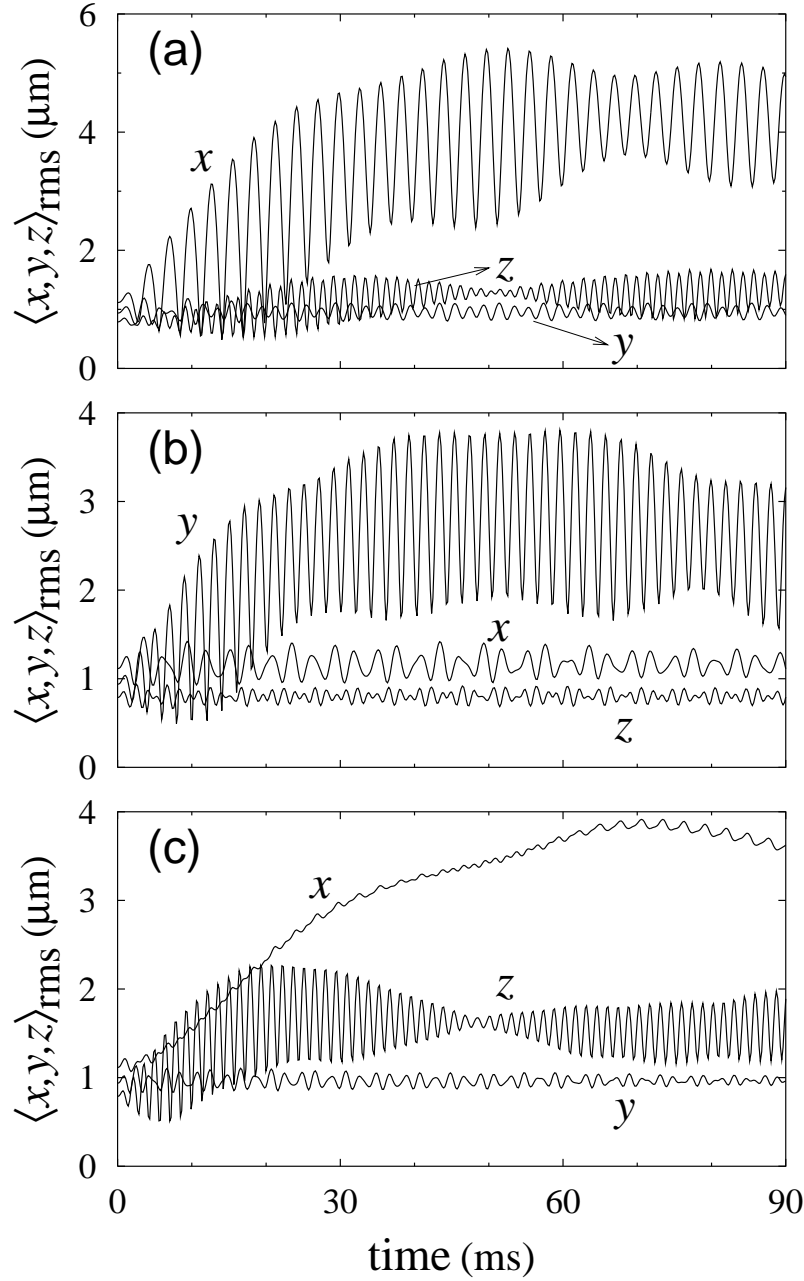 (a)
⟨x,y,z⟩rms (μm)
6
4
2
0
x
z
y
(b)
⟨x,y,z⟩rms (μm)
4
3
2
1
0
y
x
z
(c)
⟨x,y,z⟩rms (μm)
4
3
2
1
0
x
z
y
0 30 60 90
time (ms)